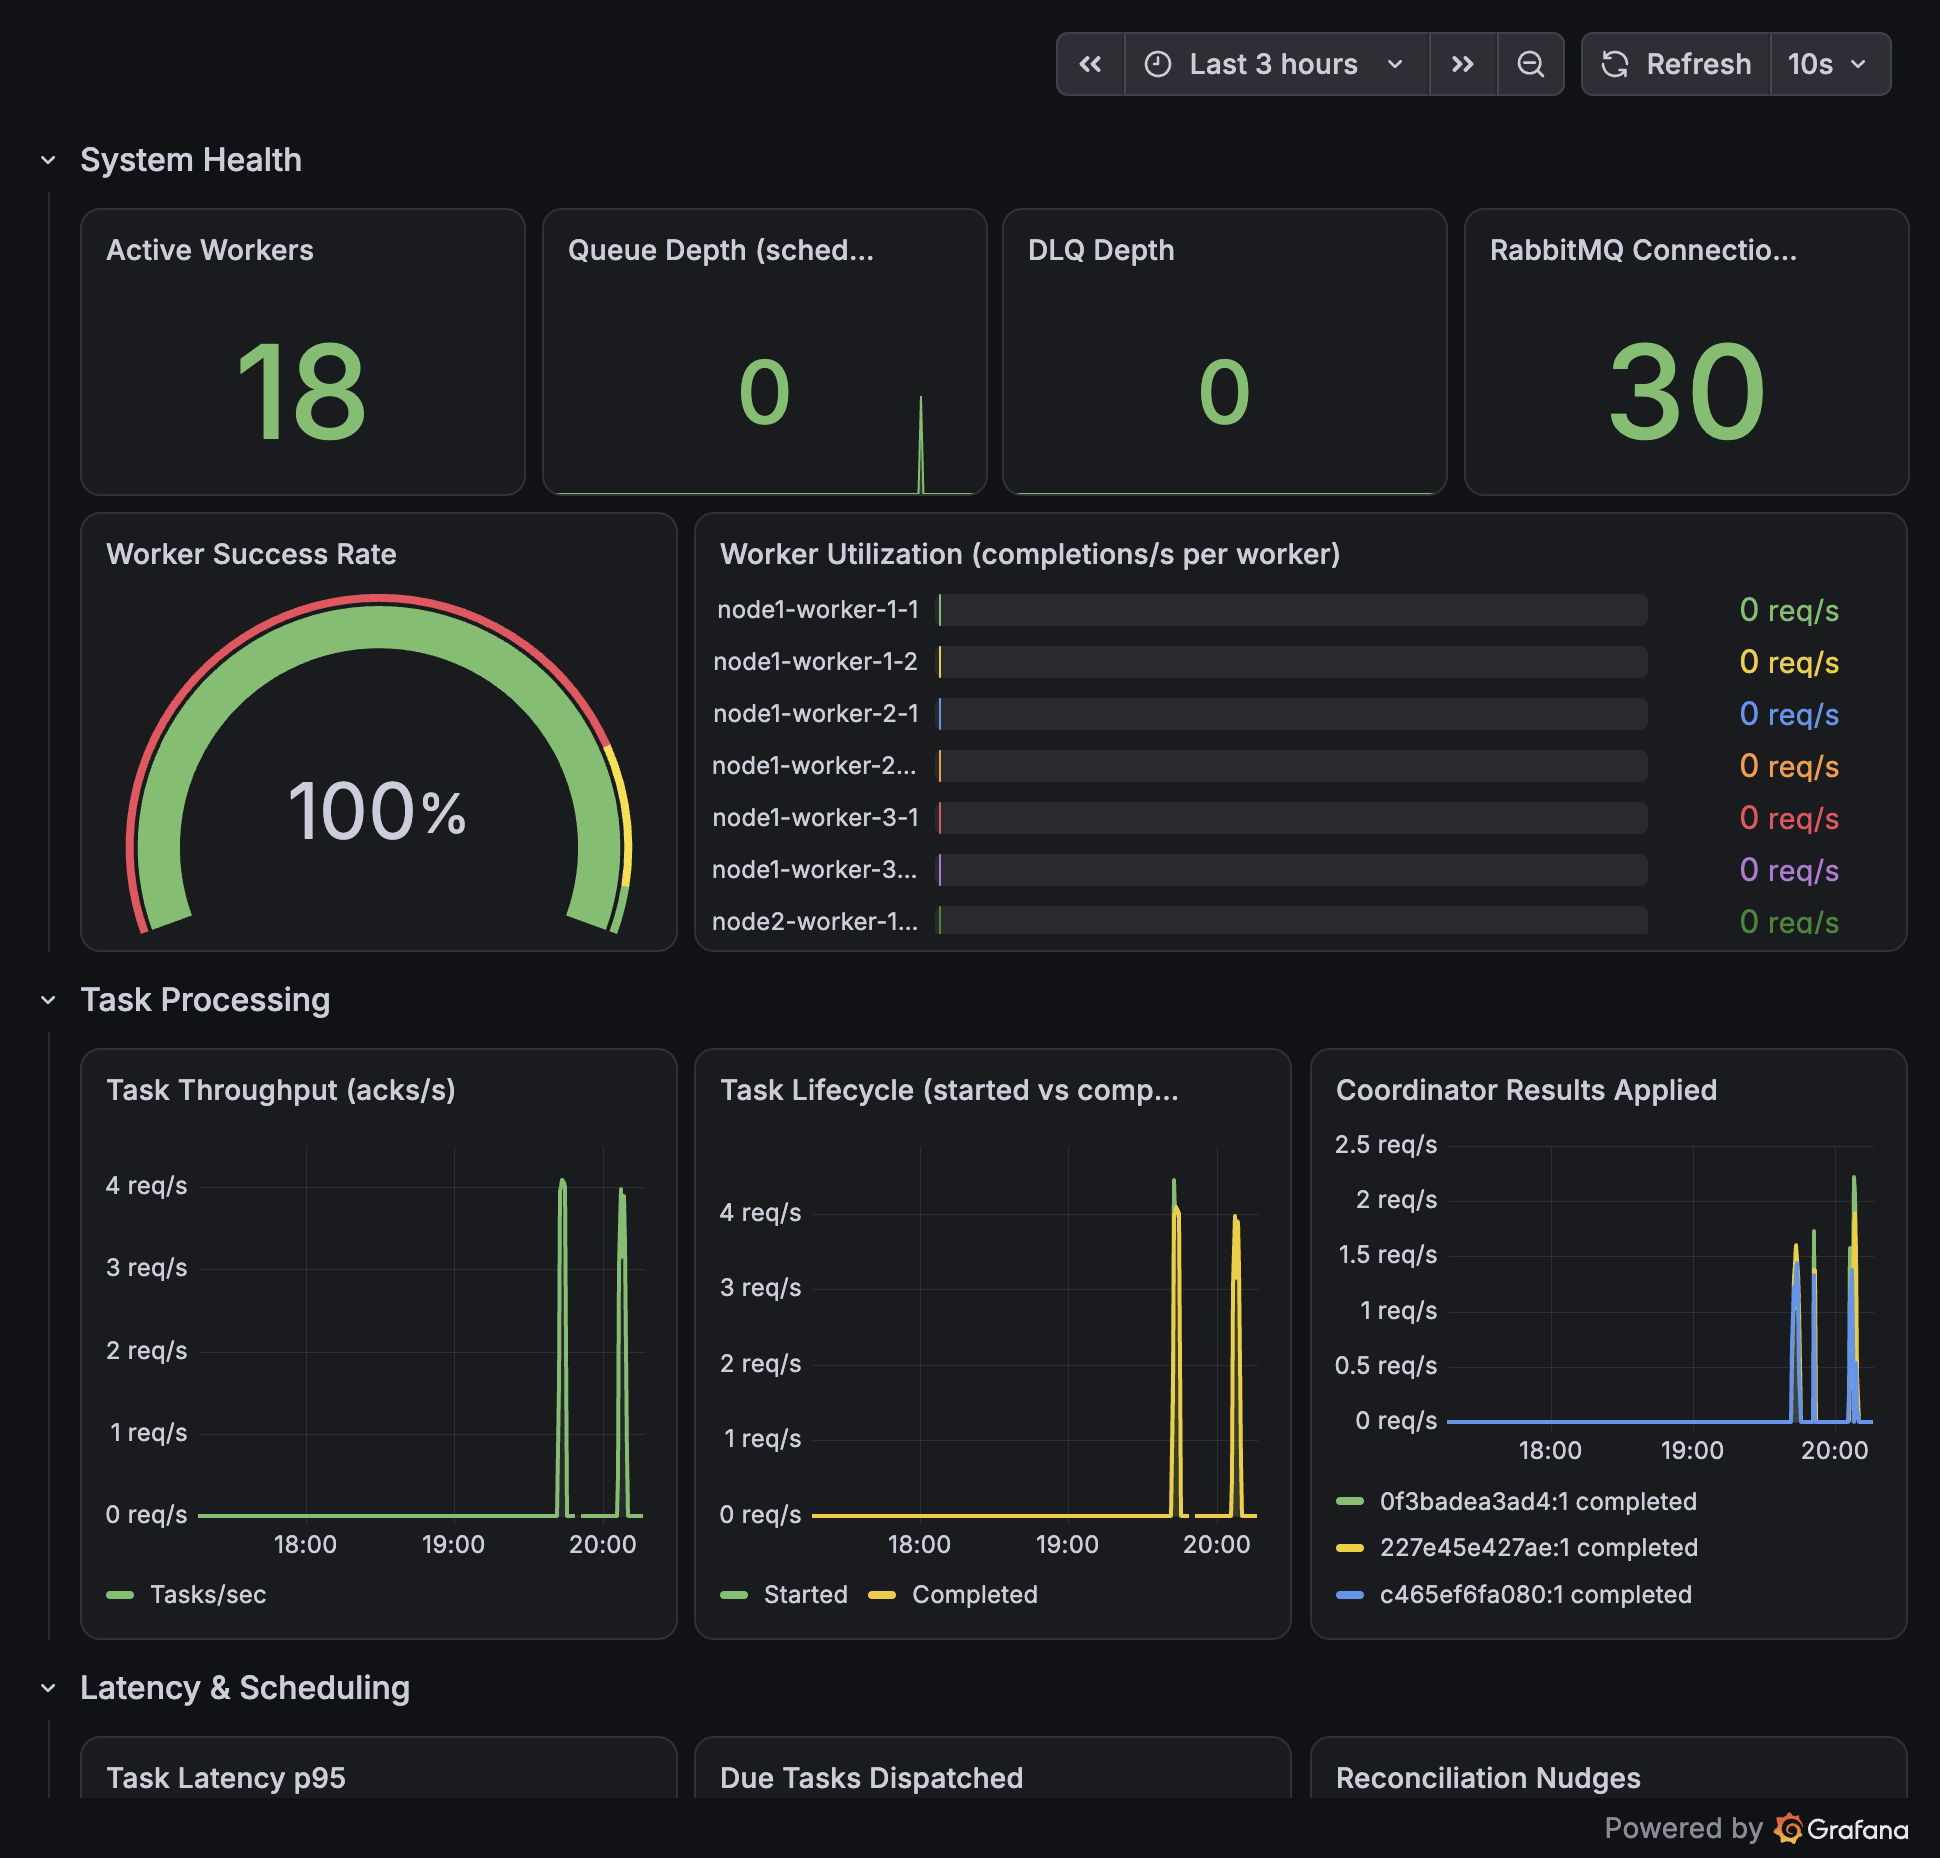 Last 3 hours
Refresh
10s
System Health
Active Workers
18
Queue Depth (sched...
0
DLQ Depth
0
RabbitMQ Connectio...
30
Worker Success Rate
100%
Worker Utilization (completions/s per worker)
node1-worker-1-1 0 req/s
node1-worker-1-2 0 req/s
node1-worker-2-1 0 req/s
node1-worker-2... 0 req/s
node1-worker-3-1 0 req/s
node1-worker-3... 0 req/s
node2-worker-1... 0 req/s
Task Processing
Task Throughput (acks/s)
4 req/s
3 req/s
2 req/s
1 req/s
0 req/s
18:00 19:00 20:00
Tasks/sec
Task Lifecycle (started vs comp...
4 req/s
3 req/s
2 req/s
1 req/s
0 req/s
18:00 19:00 20:00
Started Completed
Coordinator Results Applied
2.5 req/s
2 req/s
1.5 req/s
1 req/s
0.5 req/s
0 req/s
18:00 19:00 20:00
0f3badea3ad4:1 completed
227e45e427ae:1 completed
c465ef6fa080:1 completed
Latency & Scheduling
Task Latency p95
Due Tasks Dispatched
Reconciliation Nudges
Powered by Grafana